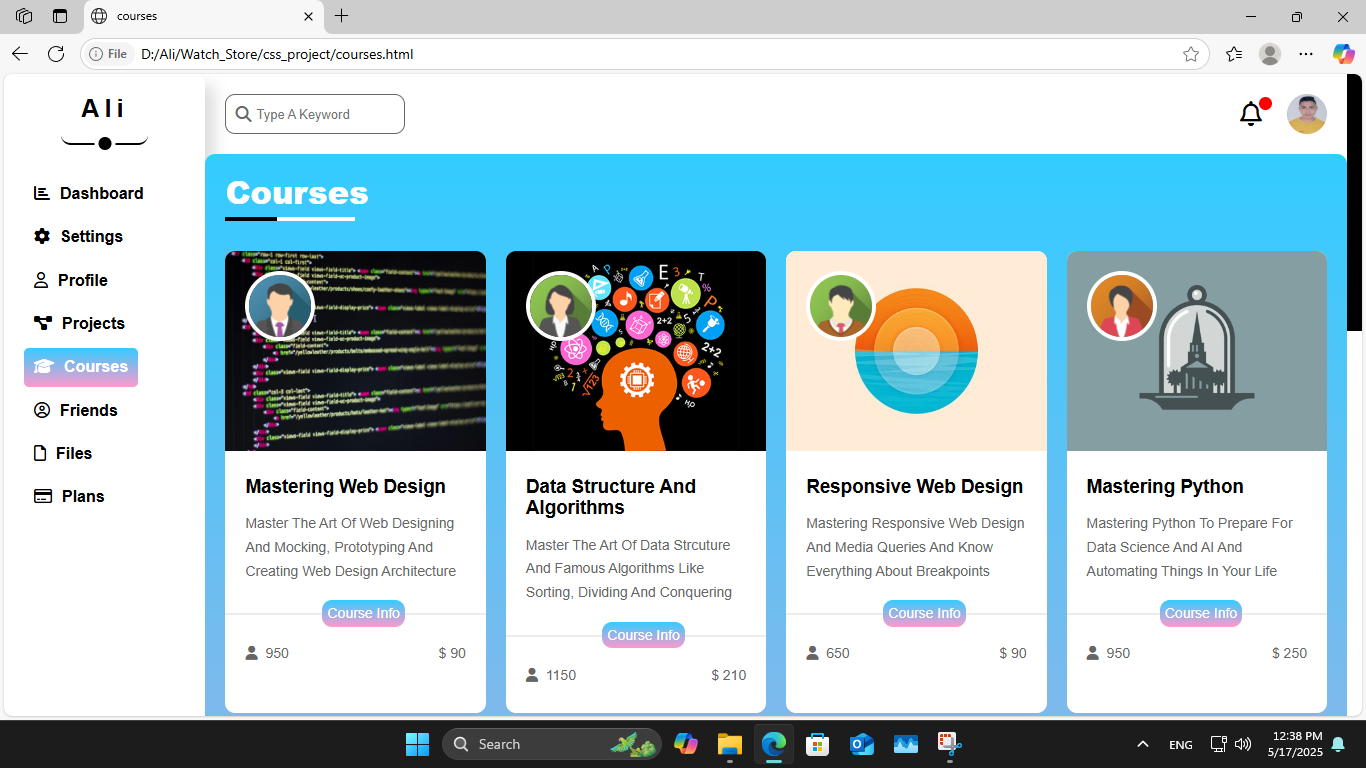 courses
File
D:/Ali/Watch_Store/css_project/courses.html
Ali
Type A Keyword
Dashboard
Settings
Profile
Projects
Courses
Friends
Files
Plans
Courses
Mastering Web Design
Master The Art Of Web Designing
And Mocking, Prototyping And
Creating Web Design Architecture
Course Info
950
$ 90
Data Structure And
Algorithms
Master The Art Of Data Strcuture
And Famous Algorithms Like
Sorting, Dividing And Conquering
Course Info
1150
$ 210
Responsive Web Design
Mastering Responsive Web Design
And Media Queries And Know
Everything About Breakpoints
Course Info
650
$ 90
Mastering Python
Mastering Python To Prepare For
Data Science And AI And
Automating Things In Your Life
Course Info
950
$ 250
Search
ENG
12:38 PM
5/17/2025